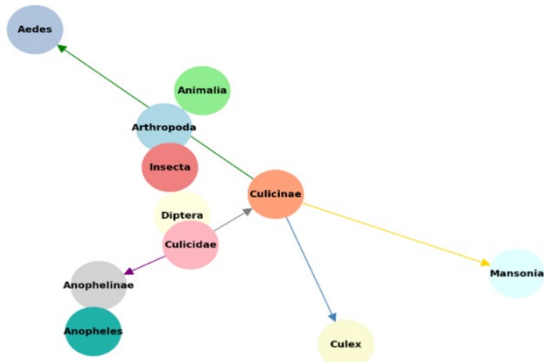 Aedes
Animalia
Arthropoda
Insecta
Culicinae
Diptera
Culicidae
Mansonia
Anophelinae
Anopheles
Culex